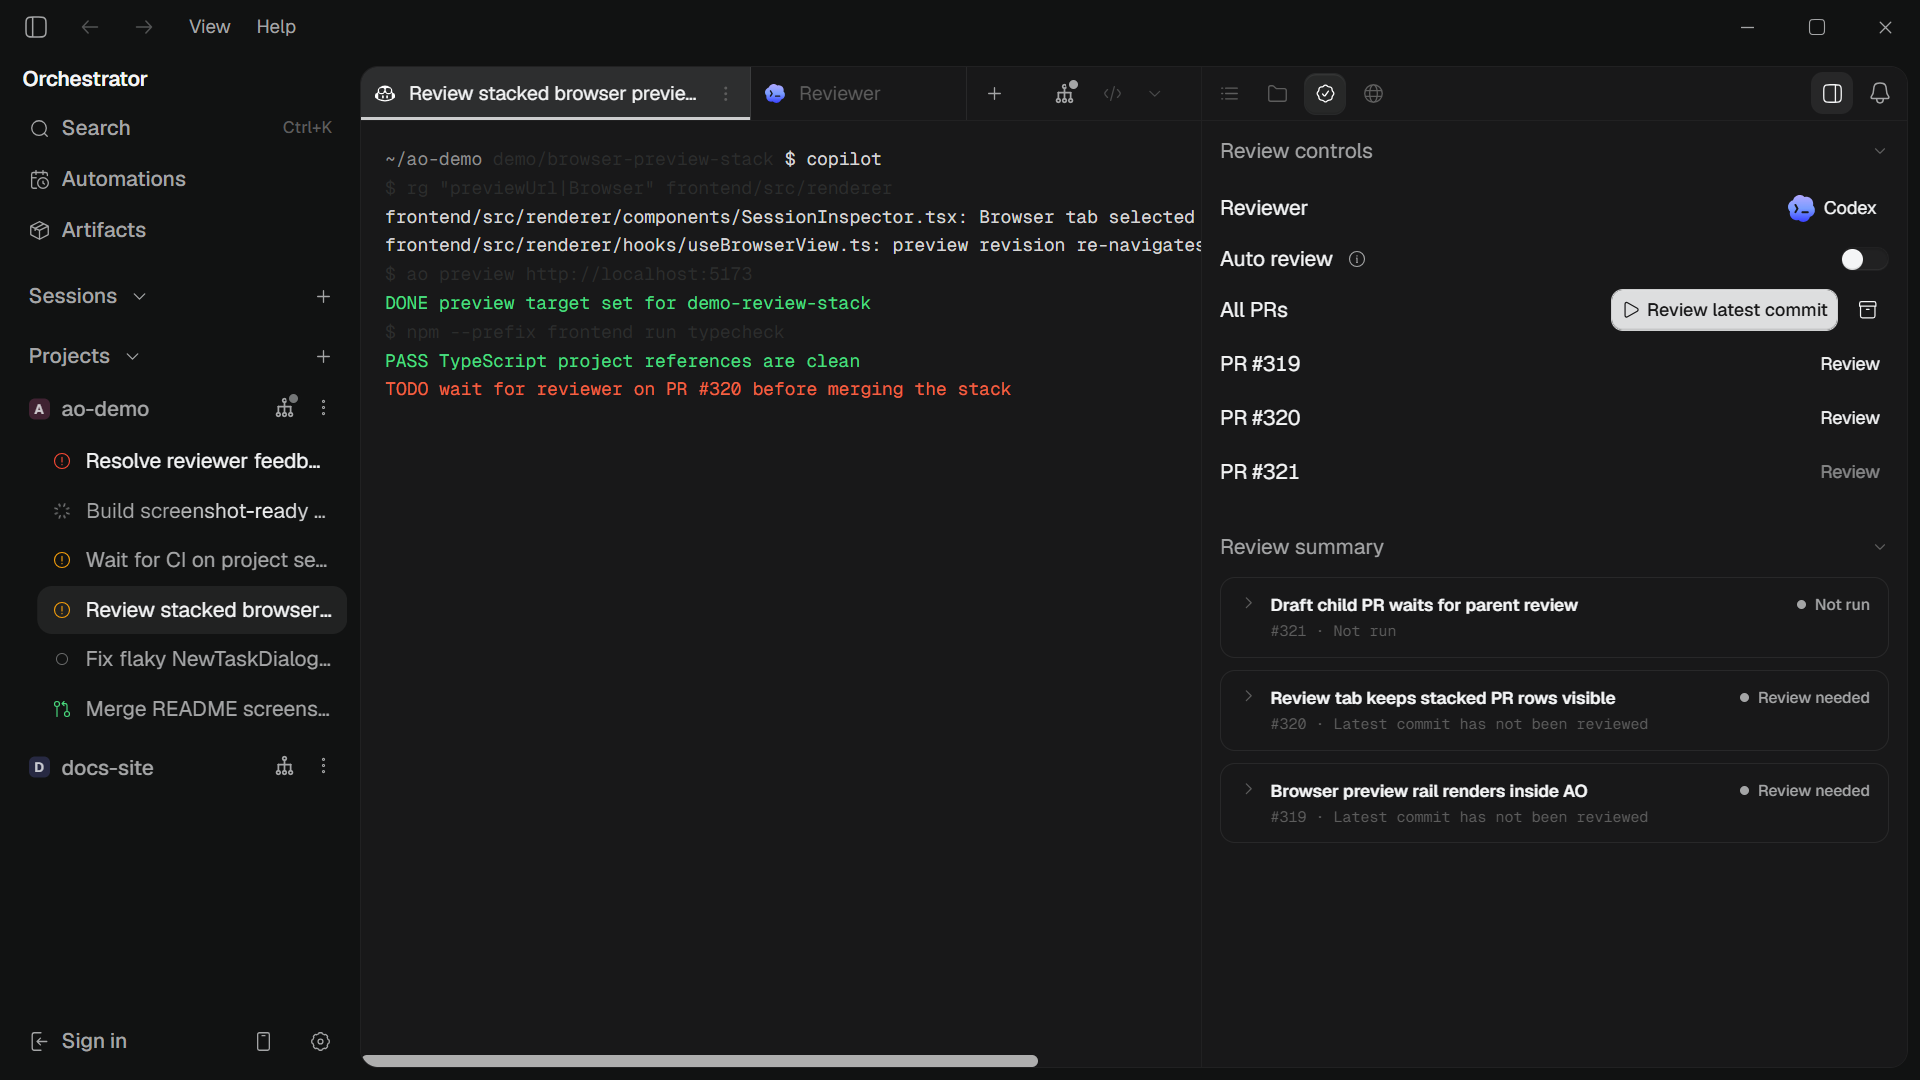 View Help
Orchestrator
Search Ctrl+K
Automations
Artifacts
Sessions
Projects
A ao-demo
Resolve reviewer feedb...
Build screenshot-ready ...
Wait for CI on project se...
Review stacked browser...
Fix flaky NewTaskDialog...
Merge README screens...
D docs-site
Sign in
Review stacked browser previe...
Reviewer
~/ao-demo demo/browser-preview-stack $ copilot
$ rg "previewUrl|Browser" frontend/src/renderer
frontend/src/renderer/components/SessionInspector.tsx: Browser tab selected
frontend/src/renderer/hooks/useBrowserView.ts: preview revision re-navigates
$ ao preview http://localhost:5173
DONE preview target set for demo-review-stack
$ npm --prefix frontend run typecheck
PASS TypeScript project references are clean
TODO wait for reviewer on PR #320 before merging the stack
Review controls
Reviewer Codex
Auto review
All PRs Review latest commit
PR #319 Review
PR #320 Review
PR #321 Review
Review summary
Draft child PR waits for parent review Not run
#321 · Not run
Review tab keeps stacked PR rows visible Review needed
#320 · Latest commit has not been reviewed
Browser preview rail renders inside AO Review needed
#319 · Latest commit has not been reviewed